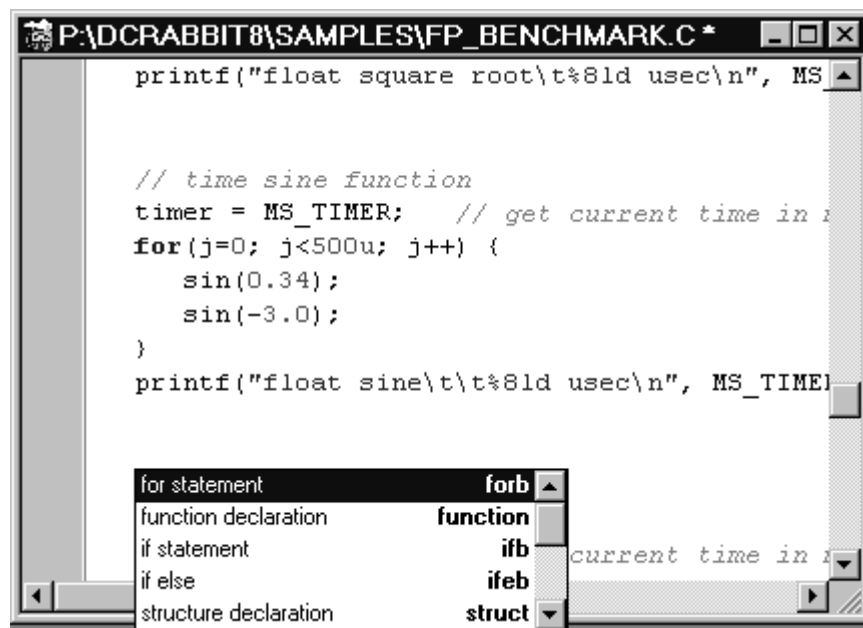 P:\DCRABBIT8\SAMPLES\FP_BENCHMARK.C *
printf("float square root\t%8ld usec\n", MS_
// time sine function
timer = MS_TIMER; // get current time in
for(j=0; j<500u; j++) {
sin(0.34);
sin(-3.0);
}
printf("float sine\t\t%8ld usec\n", MS_TIME
for statement forb
function declaration function
if statement ifb
current time in
if else ifeb
structure declaration struct